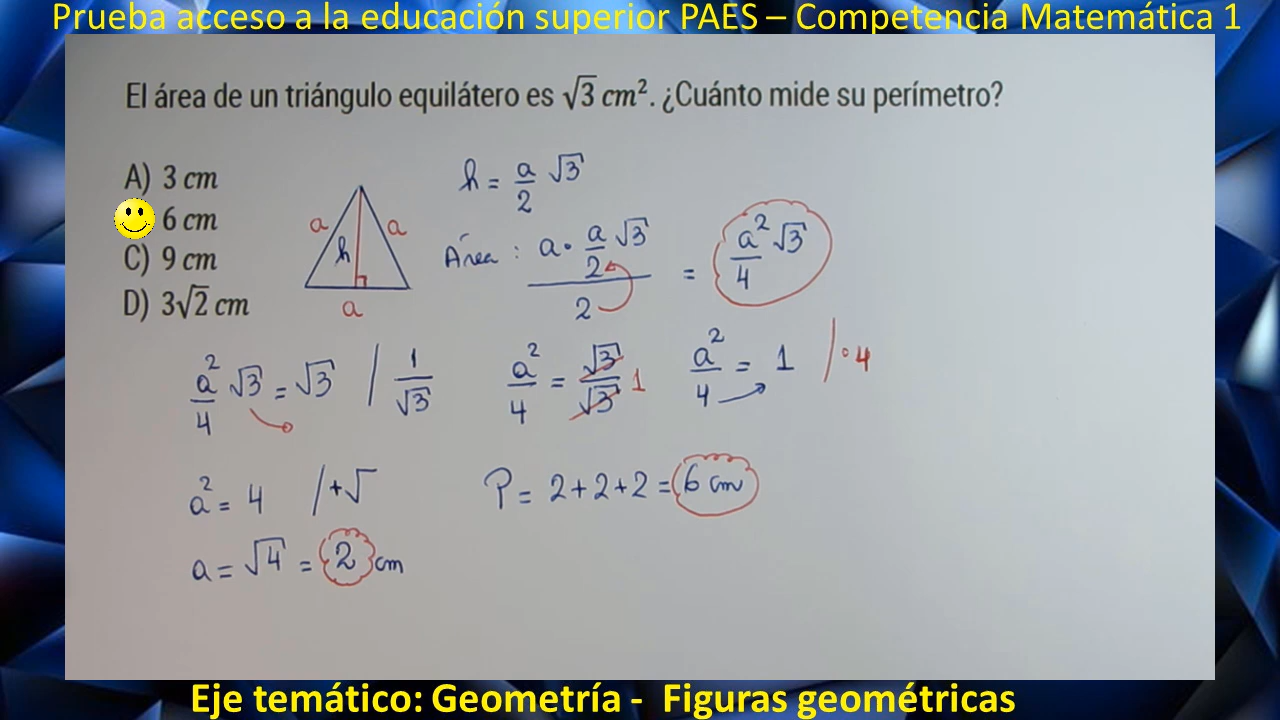 Prueba acceso a la educación superior PAES – Competencia Matemática 1
El área de un triángulo equilátero es √3 cm². ¿Cuánto mide su perímetro?
A) 3 cm
6 cm
C) 9 cm
D) 3√2 cm
a a
h
a
h = a/2 √3
Área : (a · a/2 √3)/2 = a²/4 √3
a²/4 √3 = √3 / 1/√3
a²/4 = √3/√3 1
a²/4 = 1 / · 4
a² = 4 /+√
P = 2+2+2 = 6 cm
a = √4 = 2 cm
Eje temático: Geometría - Figuras geométricas